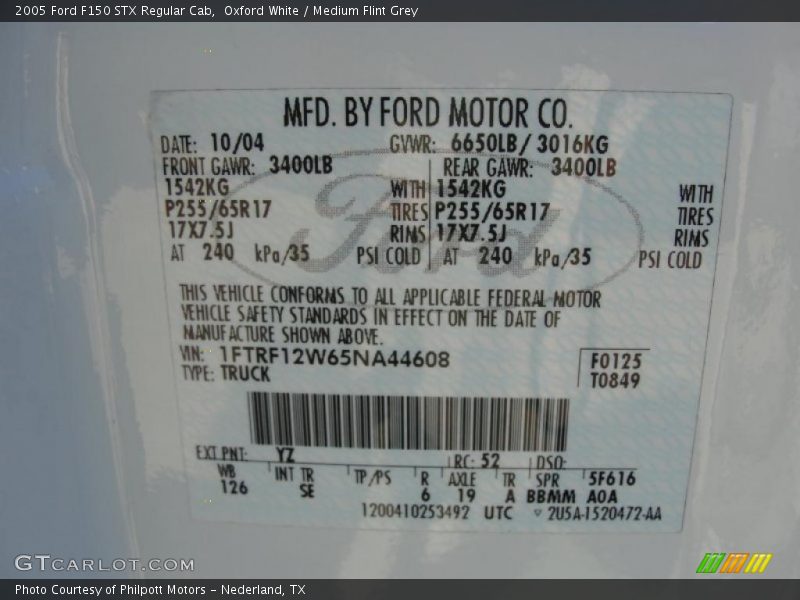 2005 Ford F150 STX Regular Cab,  Oxford White / Medium Flint Grey
MFD. BY FORD MOTOR CO.
DATE: 10/04 GVWR: 6650LB/ 3016KG
FRONT GAWR: 3400LB REAR GAWR: 3400LB
1542KG WITH 1542KG WITH
P255/65R17 TIRES P255/65R17 TIRES
17X7.5J RIMS 17X7.5J RIMS
AT 240 kPa/35 PSI COLD AT 240 kPa/35 PSI COLD
Ford
THIS VEHICLE CONFORMS TO ALL APPLICABLE FEDERAL MOTOR
VEHICLE SAFETY STANDARDS IN EFFECT ON THE DATE OF
MANUFACTURE SHOWN ABOVE.
VIN: 1FTRF12W65NA44608 F0125
TYPE: TRUCK T0849
EXT PNT: YZ RC: 52 DSO:
WB INT TR TP/PS R AXLE TR SPR 5F616
126 SE 6 19 A BBMM A0A
1200410253492 UTC ▽ 2U5A-1520472-AA
GTCARLOT.COM
Photo Courtesy of Philpott Motors - Nederland, TX